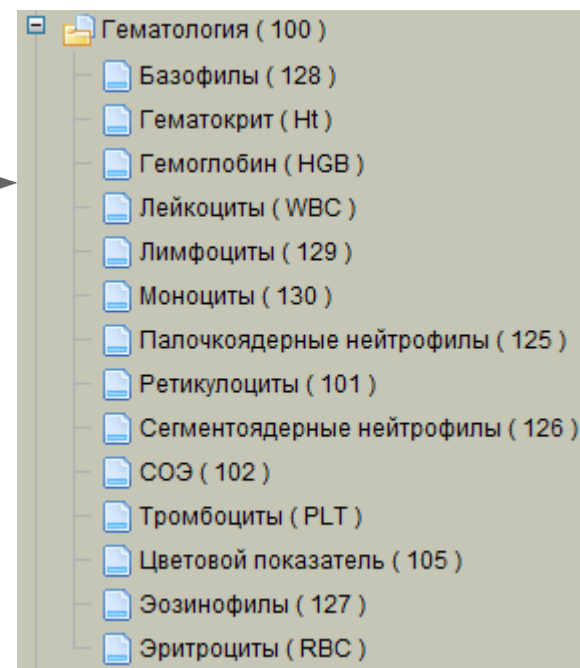 Гематология ( 100 )
Базофилы ( 128 )
Гематокрит ( Ht )
Гемоглобин ( HGB )
Лейкоциты ( WBC )
Лимфоциты ( 129 )
Моноциты ( 130 )
Палочкоядерные нейтрофилы ( 125 )
Ретикулоциты ( 101 )
Сегментоядерные нейтрофилы ( 126 )
СОЭ ( 102 )
Тромбоциты ( PLT )
Цветовой показатель ( 105 )
Эозинофилы ( 127 )
Эритроциты ( RBC )